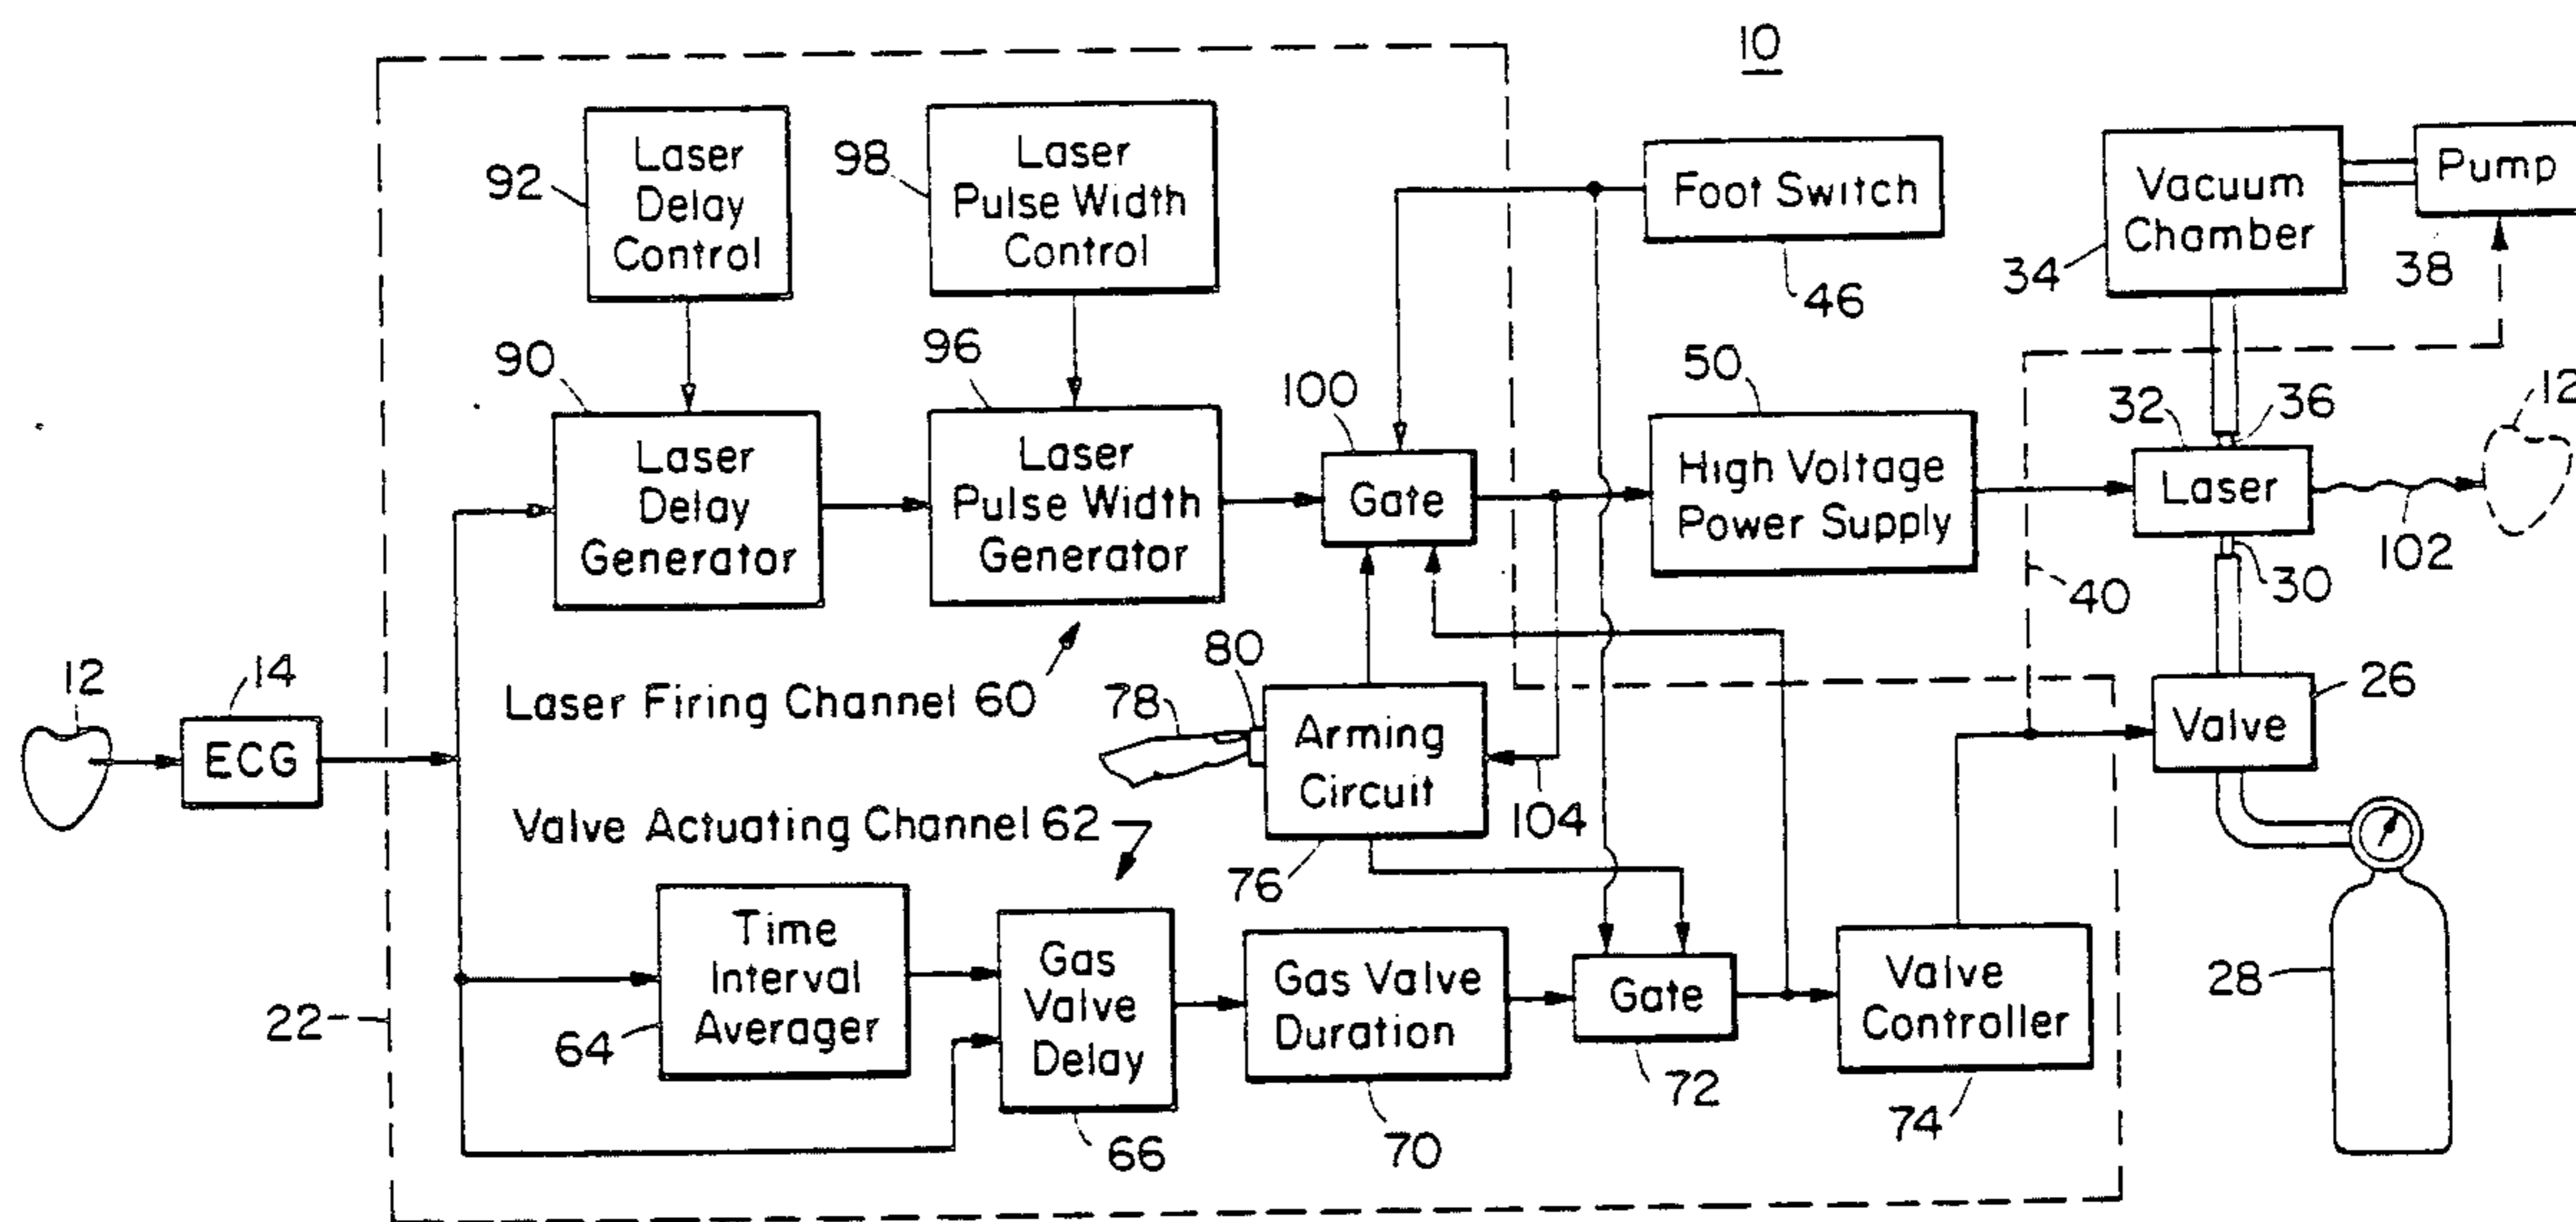 10
92
Laser
Delay
Control
98
Laser
Pulse Width
Control
Foot Switch
46
Vacuum
Chamber
34
Pump
38
90
Laser
Delay
Generator
96
Laser
Pulse Width
Generator
100
Gate
50
High Voltage
Power Supply
32
36
Laser
12
102
30
40
12
14
ECG
Laser Firing Channel 60
78
80
Arming
Circuit
76
104
26
Valve
Valve Actuating Channel 62
22
Time
Interval
Averager
64
Gas
Valve
Delay
66
Gas Valve
Duration
70
Gate
72
Valve
Controller
74
28